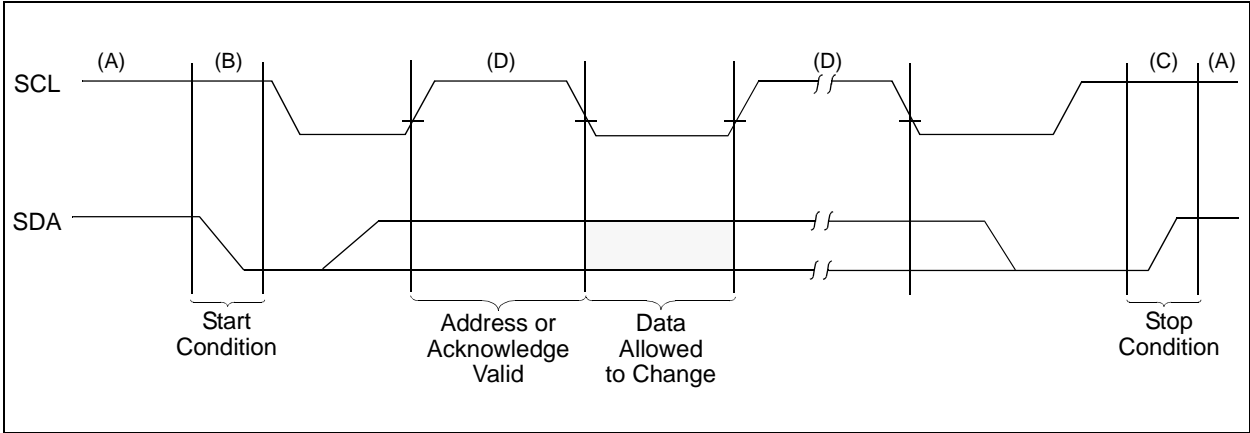 (A)
(B)
(D)
(D)
(C)
(A)
SCL
SDA
Start
Condition
Address or
Acknowledge
Valid
Data
Allowed
to Change
Stop
Condition